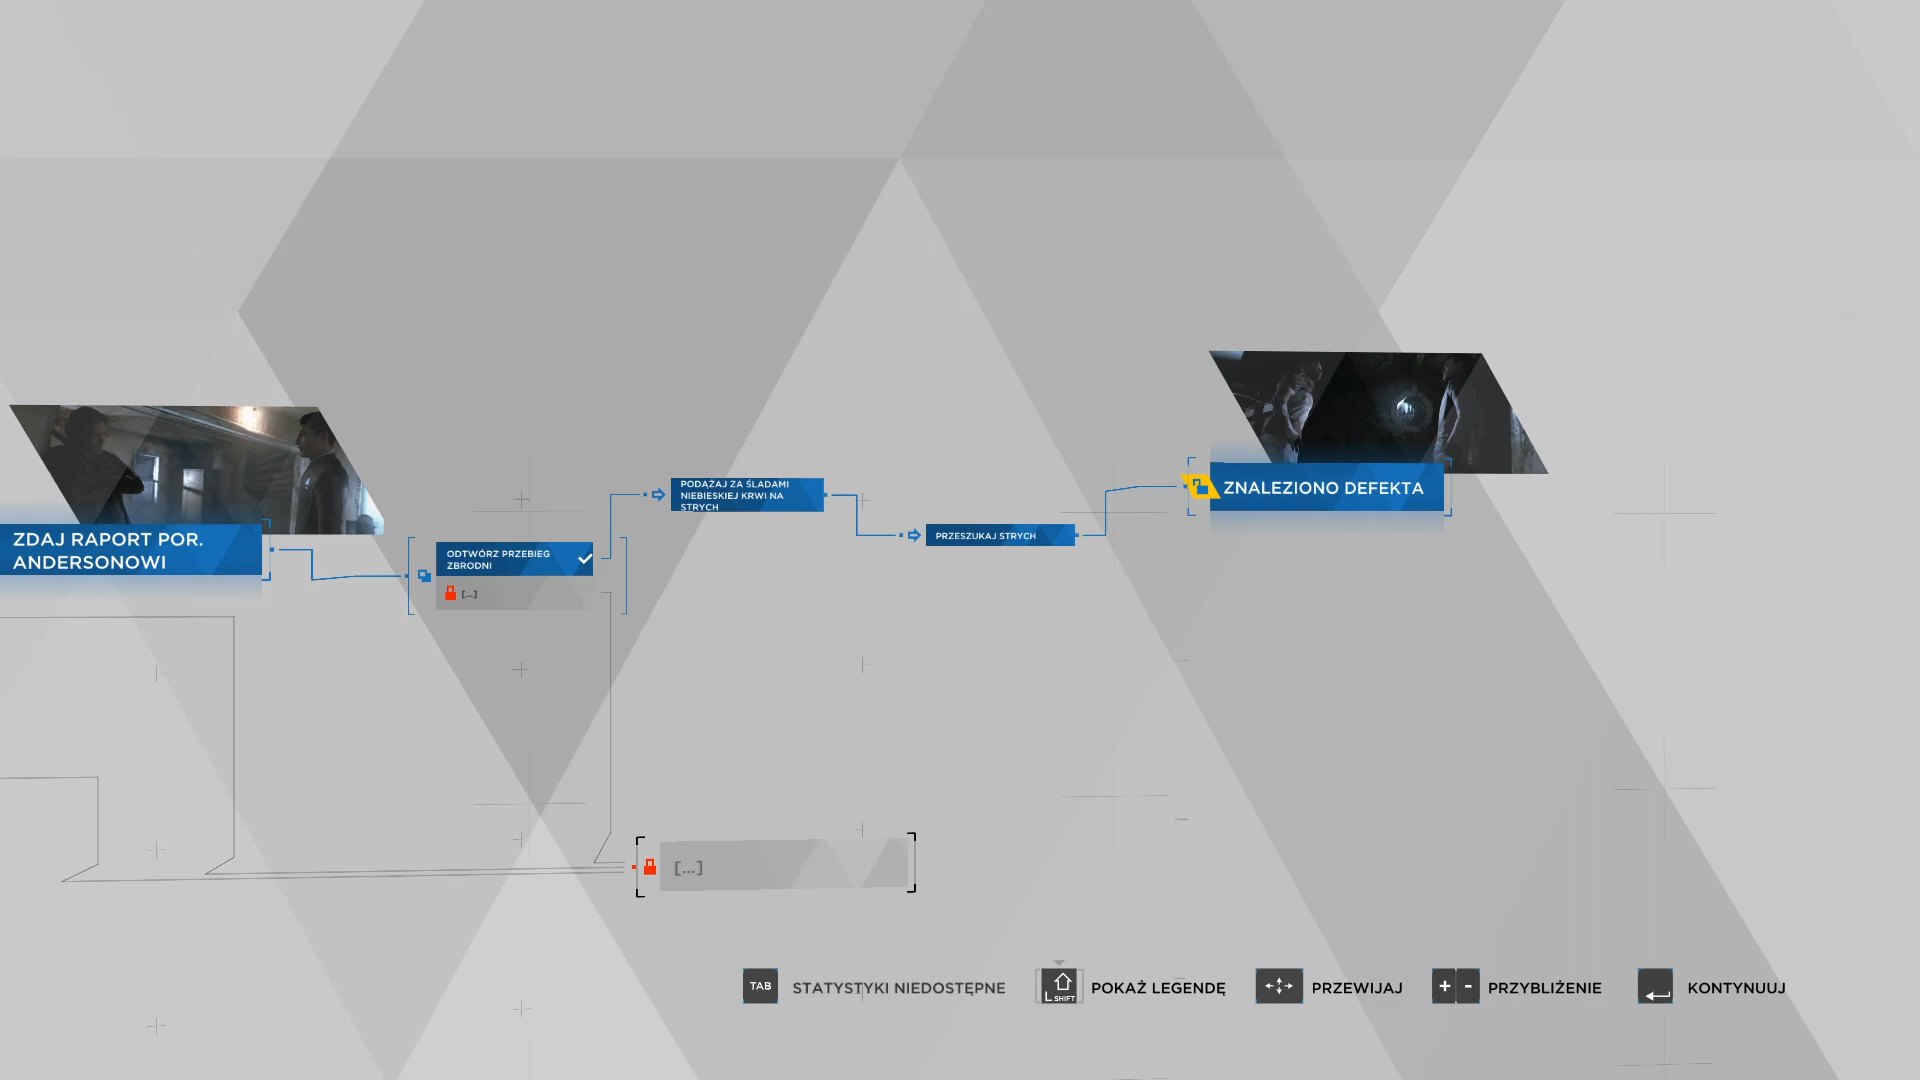 ZDAJ RAPORT POR.
ANDERSONOWI
ODTWÓRZ PRZEBIEG
ZBRODNI
[...]
PODĄŻAJ ZA ŚLADAMI
NIEBIESKIEJ KRWI NA
STRYCH
PRZESZUKAJ STRYCH
ZNALEZIONO DEFEKTA
[...]
TAB STATYSTYKI NIEDOSTĘPNE L SHIFT POKAŻ LEGENDĘ PRZEWIJAJ + - PRZYBLIŻENIE KONTYNUUJ